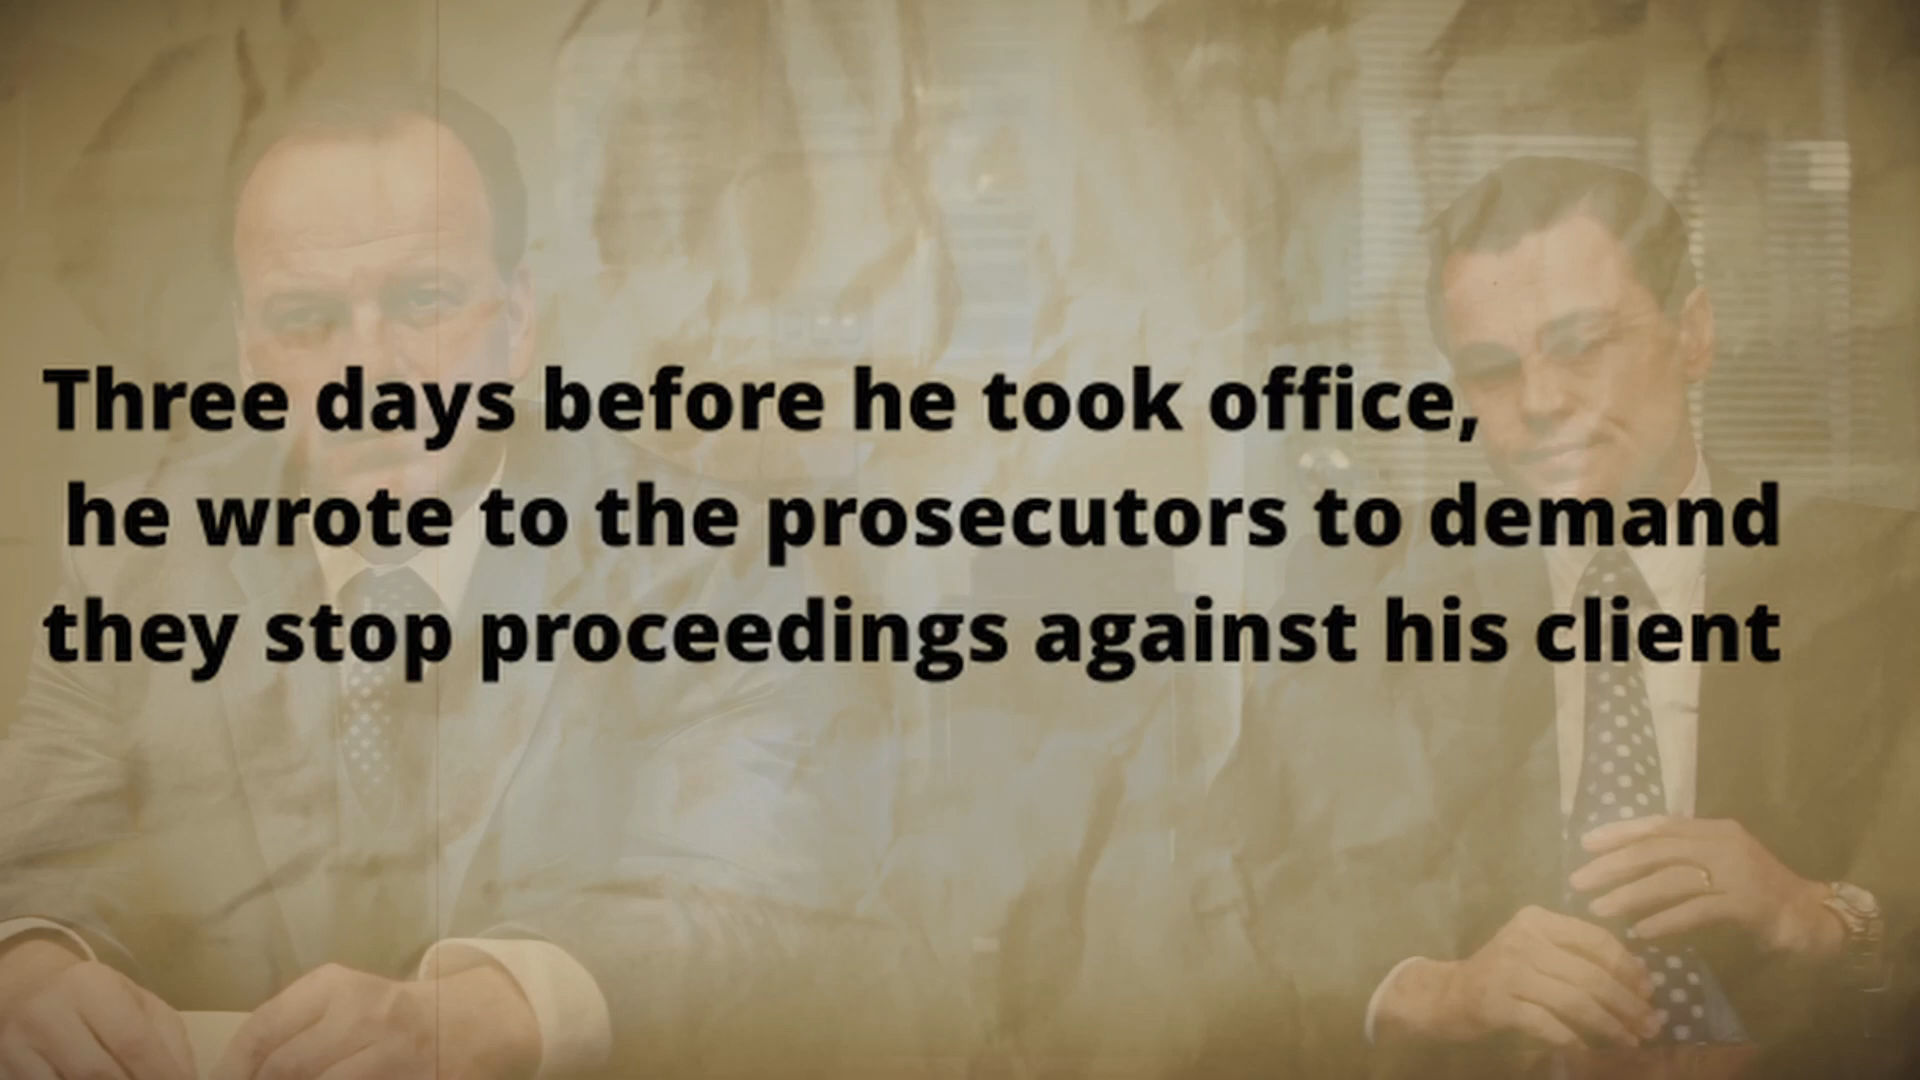 Three days before he took office,
he wrote to the prosecutors to demand
they stop proceedings against his client